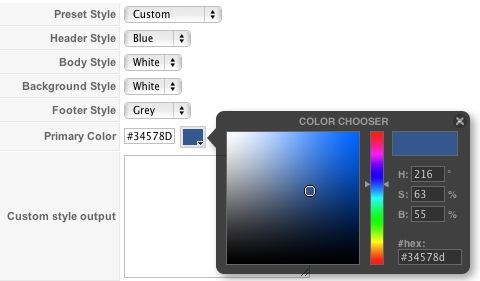 Preset Style Custom
Header Style Blue
Body Style White
Background Style White
Footer Style Grey
Primary Color #34578D
Custom style output
COLOR CHOOSER
H: 216 °
S: 63 %
B: 55 %
#hex:
#34578d